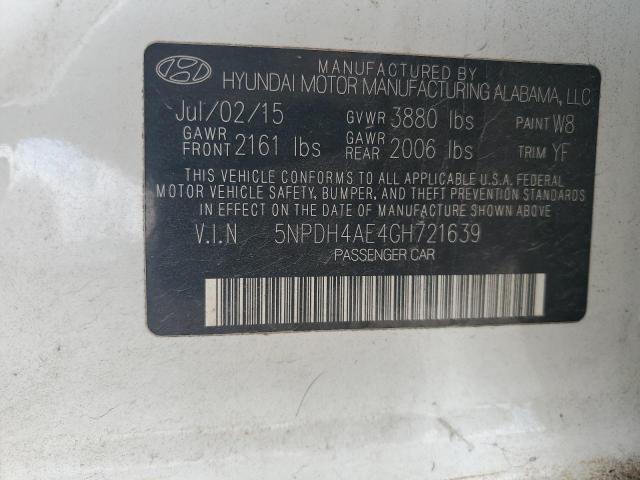 MANUFACTURED BY
HYUNDAI MOTOR MANUFACTURING ALABAMA, LLC
Jul/02/15 GVWR 3880 lbs PAINT W8
GAWR FRONT 2161 lbs GAWR REAR 2006 lbs TRIM YF
THIS VEHICLE CONFORMS TO ALL APPLICABLE U.S.A. FEDERAL
MOTOR VEHICLE SAFETY, BUMPER, AND THEFT PREVENTION STANDARDS
IN EFFECT ON THE DATE OF MANUFACTURE SHOWN ABOVE
V.I.N 5NPDH4AE4GH721639
PASSENGER CAR